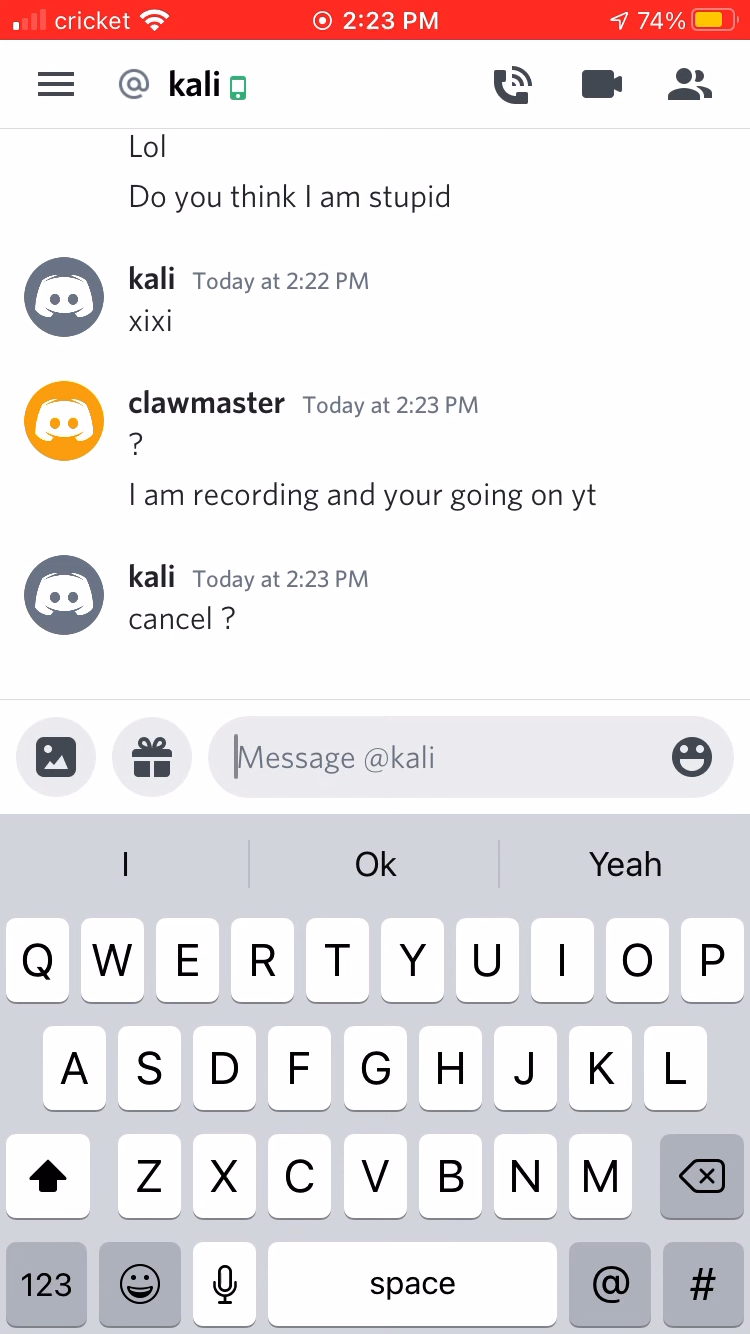 cricket 2:23 PM 74%
@ kali
Lol
Do you think I am stupid
kali Today at 2:22 PM
xixi
clawmaster Today at 2:23 PM
?
I am recording and your going on yt
kali Today at 2:23 PM
cancel ?
Message @kali
I Ok Yeah
Q W E R T Y U I O P
A S D F G H J K L
Z X C V B N M
123 space @ #